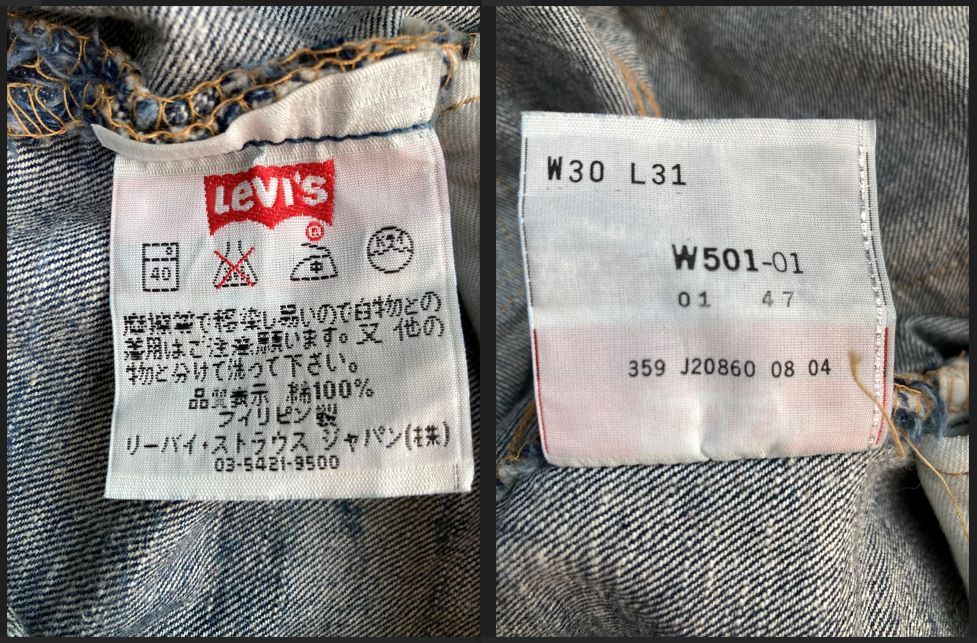 LEVI'S
®
40
ドライ
摩擦等で移染し易いので白物との
着用はご注意願います。又 他の
物と分けて洗って下さい。
品質表示 綿100%
フィリピン製
リーバイ・ストラウス ジャパン(株)
03-5421-9500
W30 L31
W501-01
01 47
359 J20860 08 04